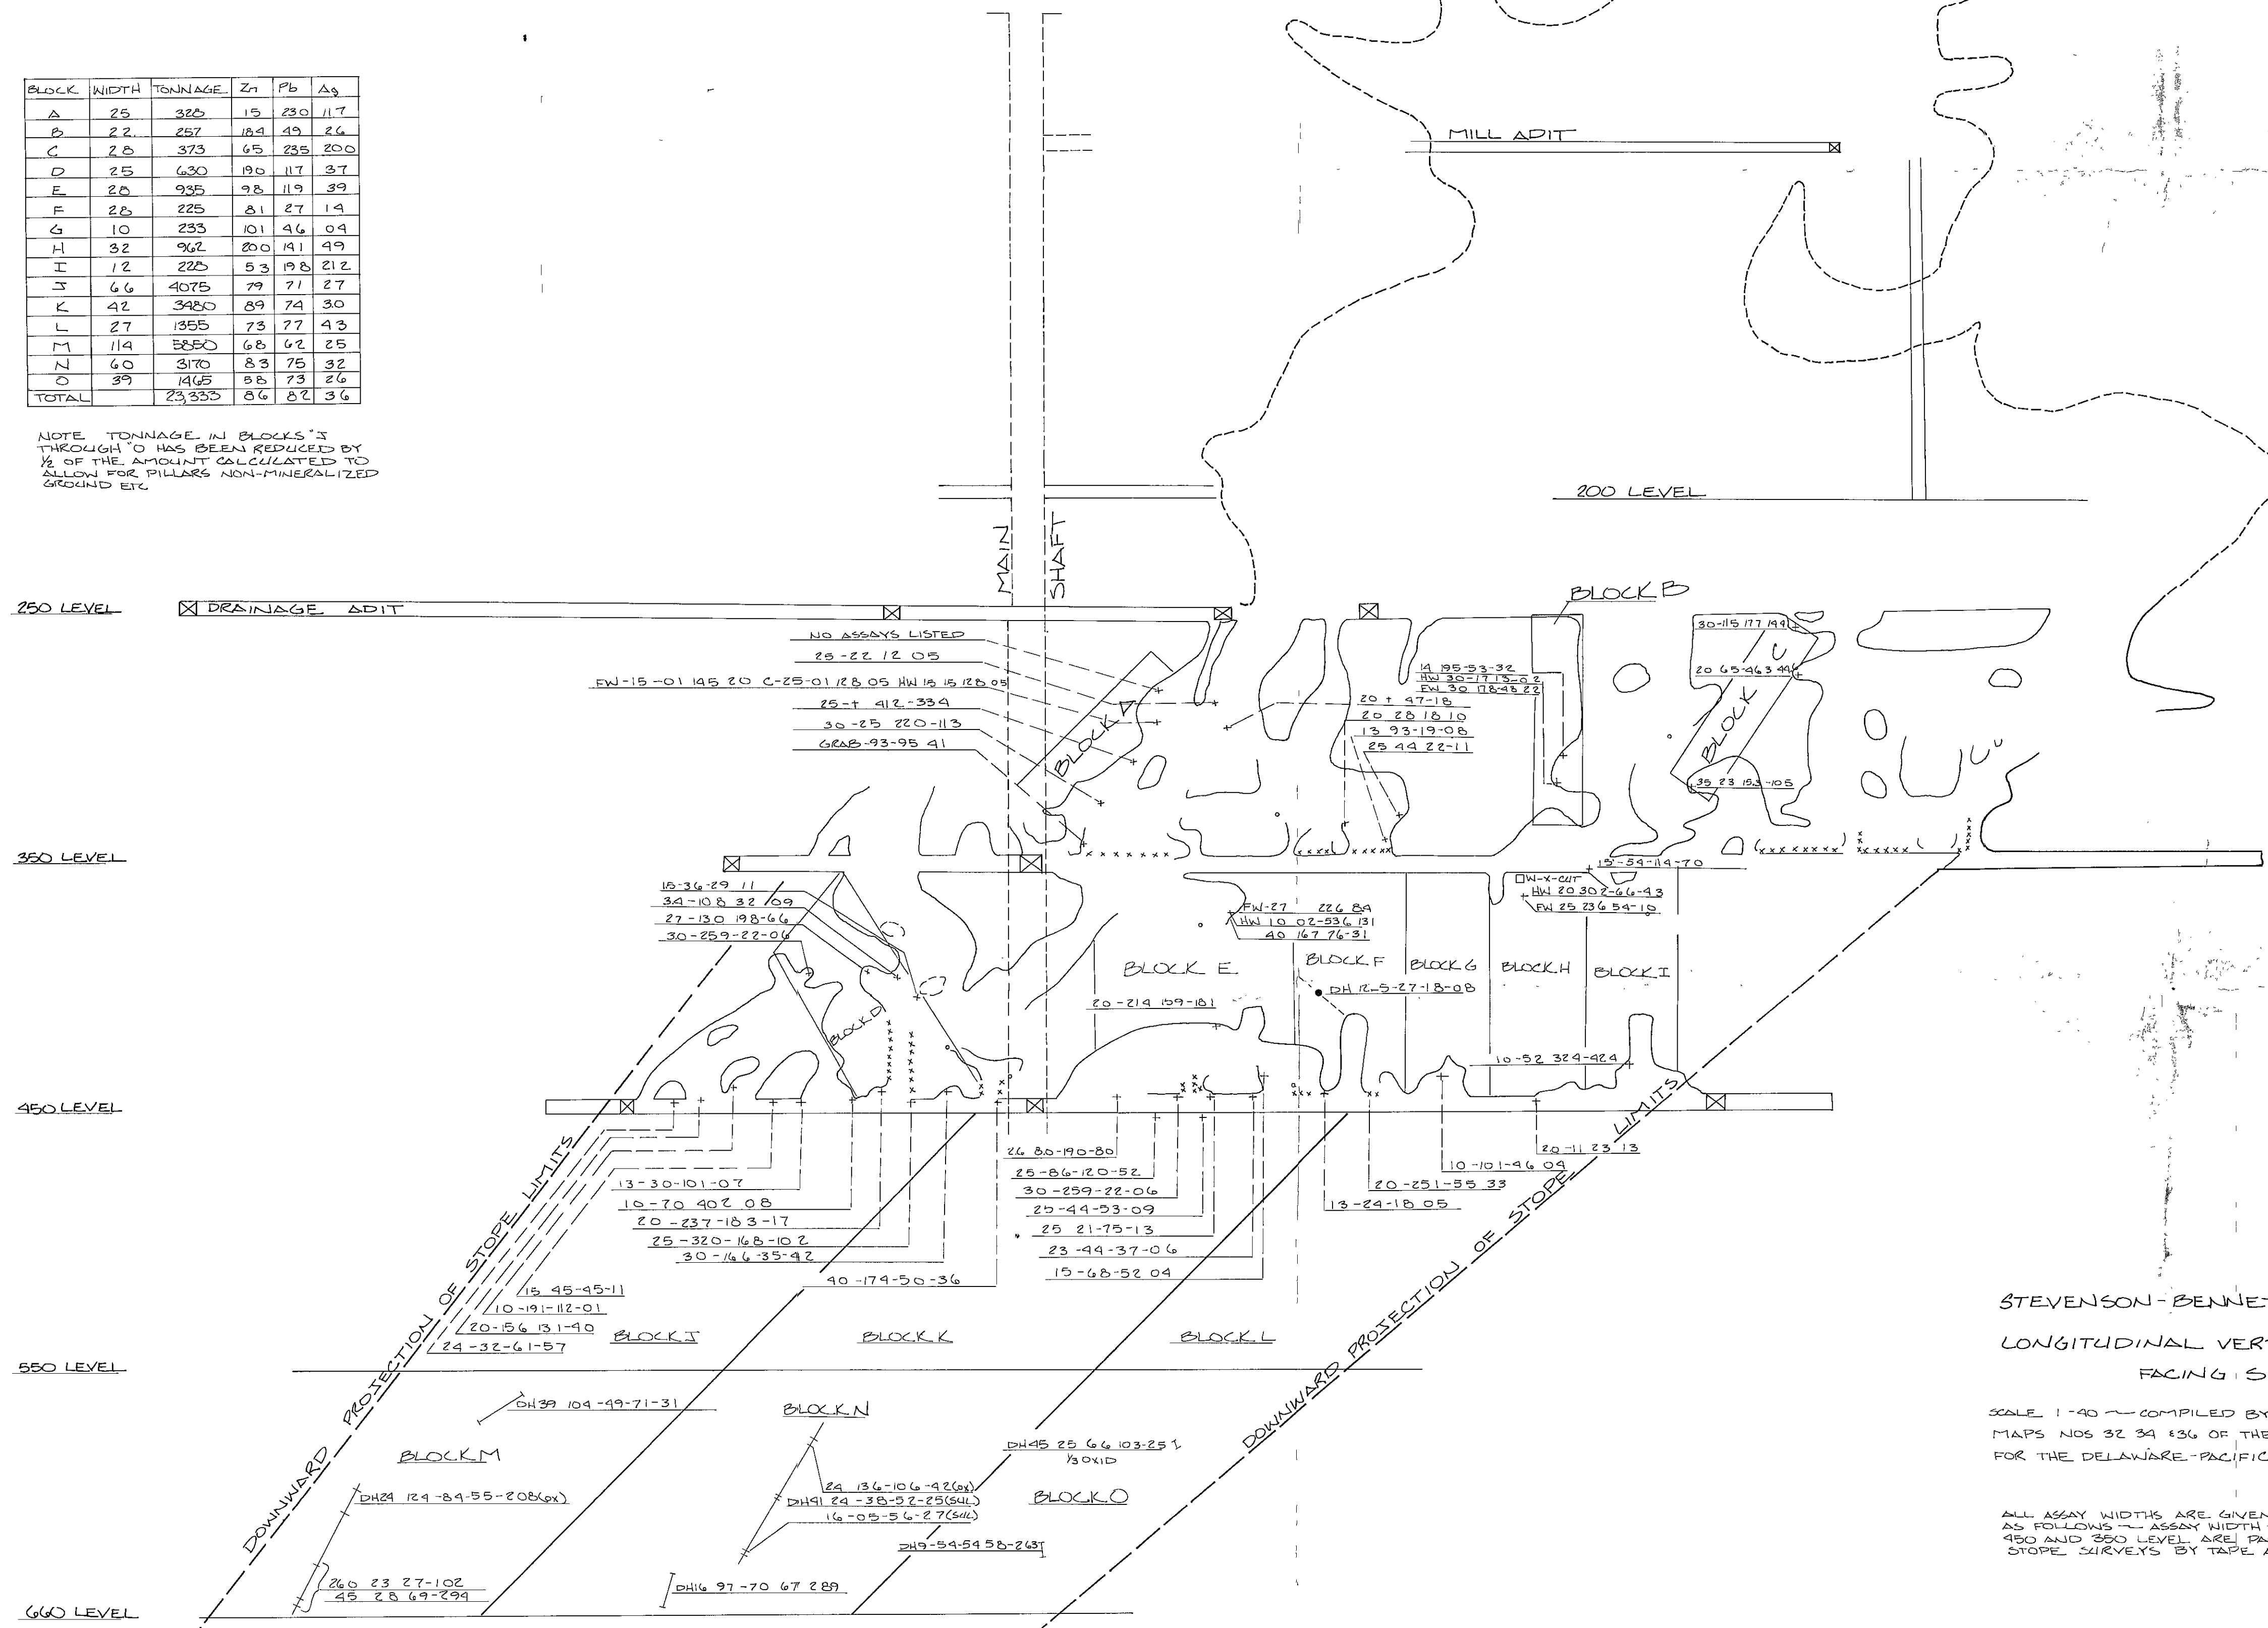 BLOCK WIDTH TONNAGE Zn Pb Ag
A 25 328 15 230 11.7
B 22 257 184 49 26
C 28 373 65 235 200
D 25 630 190 117 37
E 28 935 98 119 39
F 28 225 81 27 14
G 10 233 101 46 04
H 32 962 200 141 49
I 12 228 53 198 212
J 66 4075 79 71 27
K 42 3480 89 74 3.0
L 27 1355 73 77 43
M 114 5850 68 62 25
N 60 3170 83 75 32
O 39 1465 58 73 26
TOTAL 23,333 86 82 36
NOTE TONNAGE IN BLOCKS "J
THROUGH "O HAS BEEN REDUCED BY
1/2 OF THE AMOUNT CALCULATED TO
ALLOW FOR PILLARS NON-MINERALIZED
GROUND ETC
MILL ADIT
200 LEVEL
MAIN SHAFT
250 LEVEL
DRAINAGE ADIT
BLOCK B
NO ASSAYS LISTED
25-22 12 05
FW-15-01 145 20 C-25-01 128 05 HW 15 15 128 05
25-+ 412-334
30-25 220-113
GRAB-93-95 41
BLOCK A
14 195-53-32
HW 30-17 13-02
FW 30 178-43 22
20 + 47-18
20 28 18 10
13 93-19-08
25 44 22-11
30-115 177 144
20 65-463 446
BLOCK C
35 23 153-105
350 LEVEL
15-54-114-70
W-X-CUT
HW 20 302-66-43
FW 25 236 54-10
15-36-29 11
34-108 32 09
27-130 198-66
30-259-22-06
FW-27 226 84
HW 10 02-536 131
40 167 76-31
BLOCK E
BLOCK F
BLOCK G
BLOCK H
BLOCK I
DH 12-5-27-18-08
20-214 159-181
BLOCK D
10-52 324-424
450 LEVEL
26 80-190-80
25-86-120-52
30-259-22-06
25-44-53-09
25 21-75-13
23-44-37-06
15-68-52 04
20-11 23 13
10-101-46 04
20-251-55 33
13-24-18 05
13-30-101-07
10-70 402 08
20-237-183-17
25-320-168-102
30-166-35-42
40-174-50-36
15 45-45-11
10-191-112-01
20-156 131-40
24-32-61-57
BLOCK J
BLOCK K
BLOCK L
DOWNWARD PROJECTION OF STOPE LIMITS
DOWNWARD PROJECTION OF STOPE LIMITS
550 LEVEL
DH39 104-49-71-31
BLOCK N
BLOCK M
DH45 25 66 103-25
1/3 OXID
24 136-106-42(ox)
DH41 24-38-52-25(SUL)
16-05-56-27(SUL)
BLOCK O
DH24 124-84-55-208(ox)
DH9-54-54 58-263
260 23 27-102
45 28 69-294
DH16 97-70 67 289
660 LEVEL
STEVENSON-BENNE
LONGITUDINAL VER
FACING S
SCALE 1-40 — COMPILED BY
MAPS NOS 32 34 &36 OF THE
FOR THE DELAWARE-PACIFIC
ALL ASSAY WIDTHS ARE GIVEN
AS FOLLOWS — ASSAY WIDTH
450 AND 350 LEVEL ARE PA
STOPE SURVEYS BY TAPE A